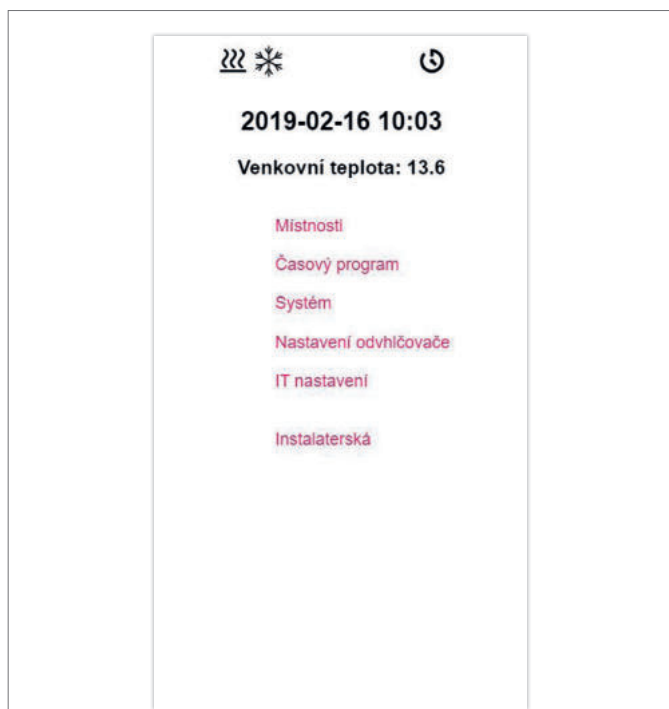 2019-02-16 10:03
Venkovní teplota: 13.6
Místnosti
Časový program
Systém
Nastavení odvhlčovače
IT nastavení
Instalaterská